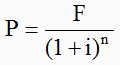 P = F / (1 + i)^n